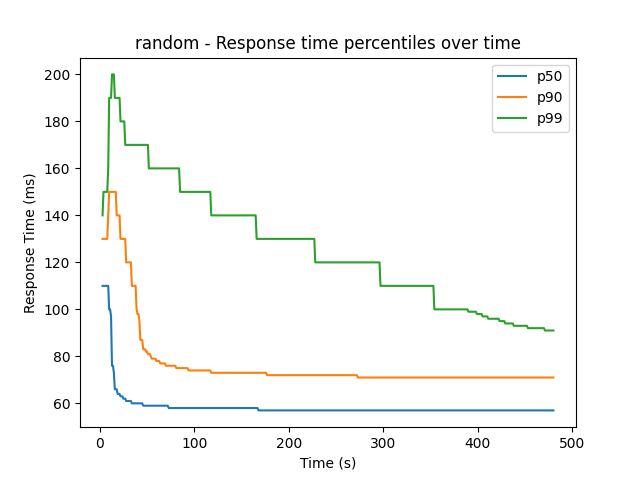 random - Response time percentiles over time
p50
p90
p99
200
180
160
140
120
100
80
60
Response Time (ms)
0 100 200 300 400 500
Time (s)